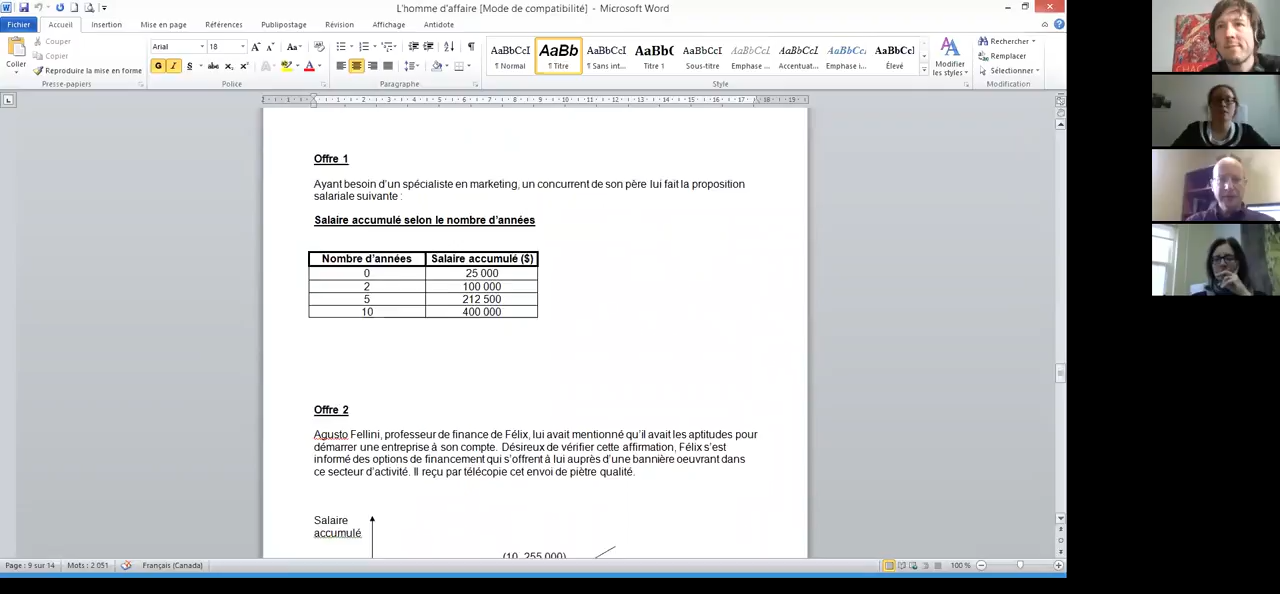 L'homme d'affaire [Mode de compatibilité] - Microsoft Word
Fichier Accueil Insertion Mise en page Références Publipostage Révision Affichage Antidote
Couper
Copier
Reproduire la mise en forme
Coller
Arial 18
AaBbCcI AaBb AaBbCcI AaBbC AaBbCcI AaBbCcI AaBbCcI AaBbCcI AaBbCcI
¶ Normal ¶ Titre ¶ Sans int... Titre 1 Sous-titre Emphase ... Accentuat... Emphase i... Élevé
Modifier les styles
Rechercher
Remplacer
Sélectionner
Presse-papiers Police Paragraphe Style Modification
Offre 1
Ayant besoin d'un spécialiste en marketing, un concurrent de son père lui fait la proposition
salariale suivante :
Salaire accumulé selon le nombre d'années
Nombre d'années Salaire accumulé ($)
0 25 000
2 100 000
5 212 500
10 400 000
Offre 2
Agusto Fellini, professeur de finance de Félix, lui avait mentionné qu'il avait les aptitudes pour
démarrer une entreprise à son compte. Désireux de vérifier cette affirmation, Félix s'est
informé des options de financement qui s'offrent à lui auprès d'une bannière oeuvrant dans
ce secteur d'activité. Il reçu par télécopie cet envoi de piètre qualité.
Salaire
accumulé
(10, 255 000)
Page : 9 sur 14 Mots : 2 051 Français (Canada) 100 %